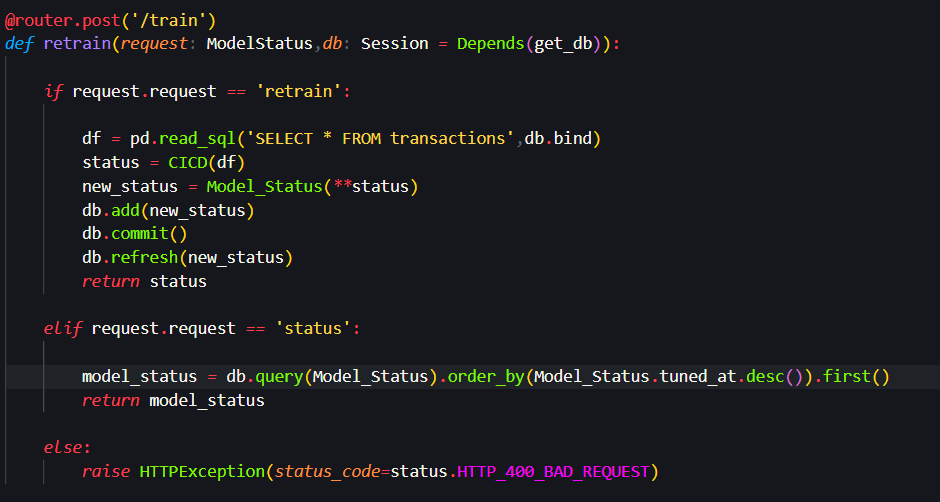 @router.post('/train')
def retrain(request: ModelStatus,db: Session = Depends(get_db)):
if request.request == 'retrain':
df = pd.read_sql('SELECT * FROM transactions',db.bind)
status = CICD(df)
new_status = Model_Status(**status)
db.add(new_status)
db.commit()
db.refresh(new_status)
return status
elif request.request == 'status':
model_status = db.query(Model_Status).order_by(Model_Status.tuned_at.desc()).first()
return model_status
else:
raise HTTPException(status_code=status.HTTP_400_BAD_REQUEST)